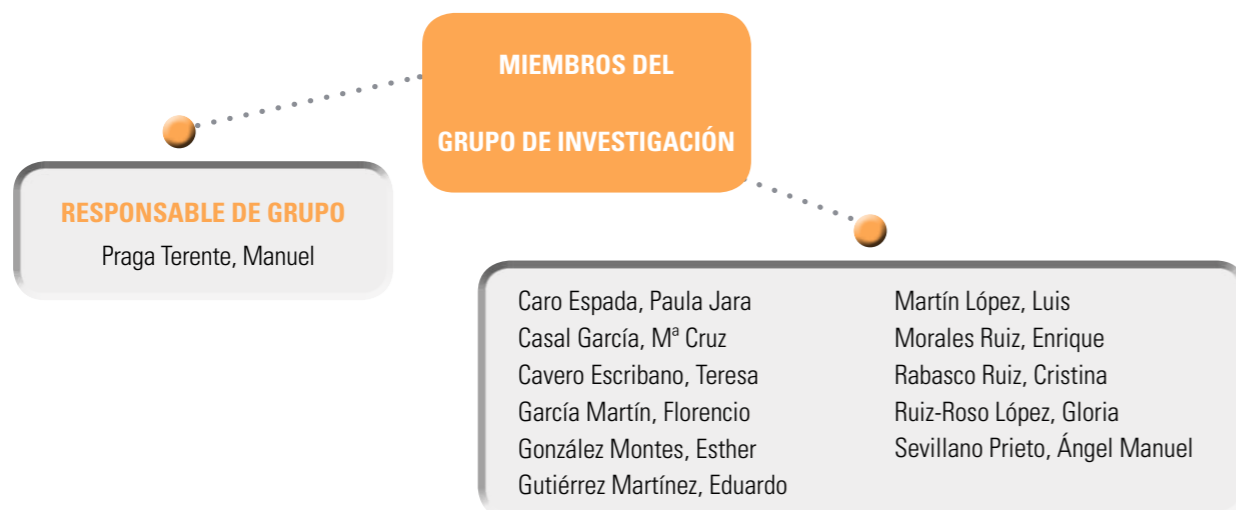 MIEMBROS DEL
GRUPO DE INVESTIGACIÓN
RESPONSABLE DE GRUPO
Praga Terente, Manuel
Caro Espada, Paula Jara
Casal García, Mª Cruz
Cavero Escribano, Teresa
García Martín, Florencio
González Montes, Esther
Gutiérrez Martínez, Eduardo
Martín López, Luis
Morales Ruiz, Enrique
Rabasco Ruiz, Cristina
Ruiz-Roso López, Gloria
Sevillano Prieto, Ángel Manuel